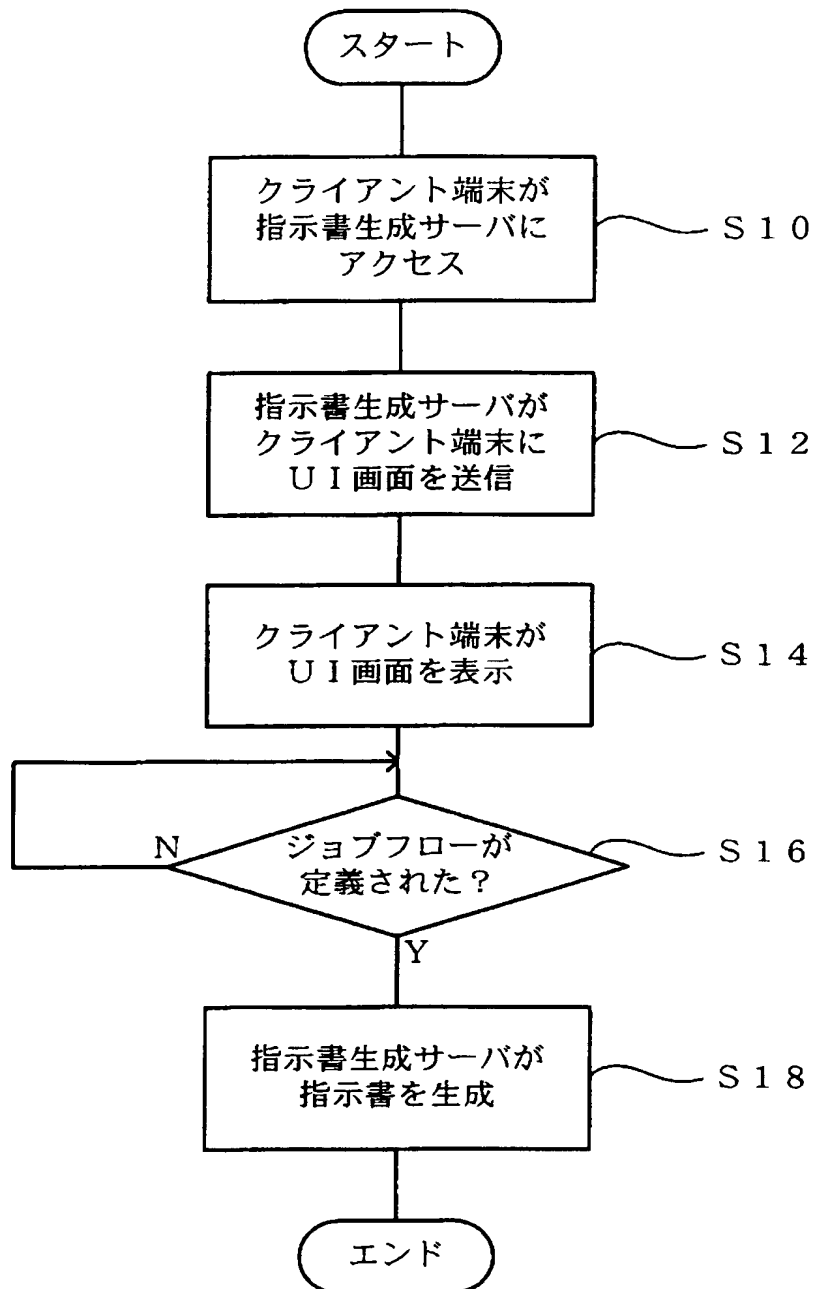 スタート
クライアント端末が
指示書生成サーバに
アクセス
S10
指示書生成サーバが
クライアント端末に
UI画面を送信
S12
クライアント端末が
UI画面を表示
S14
N
ジョブフローが
定義された？
S16
Y
指示書生成サーバが
指示書を生成
S18
エンド